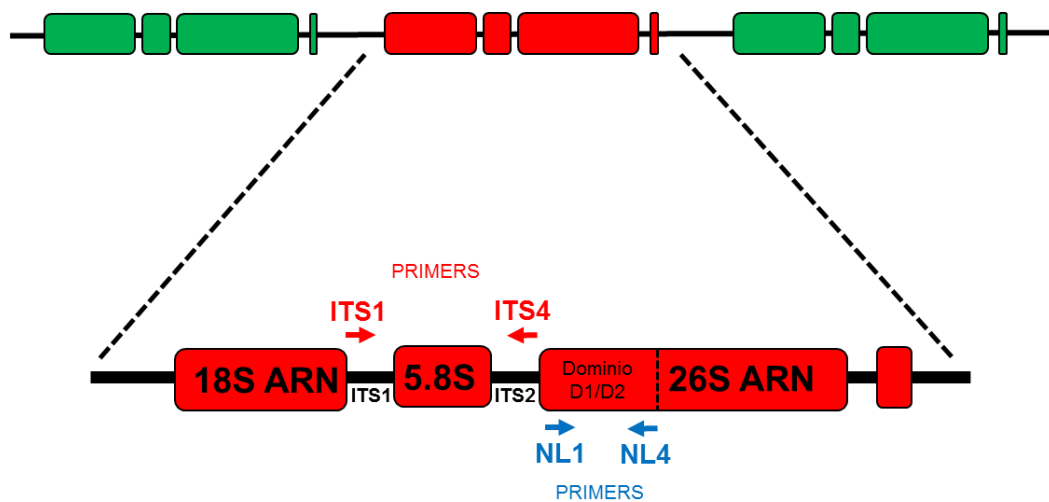 PRIMERS
ITS1 ITS4
18S ARN
ITS1
5.8S
ITS2
Dominio
D1/D2
26S ARN
NL1 NL4
PRIMERS